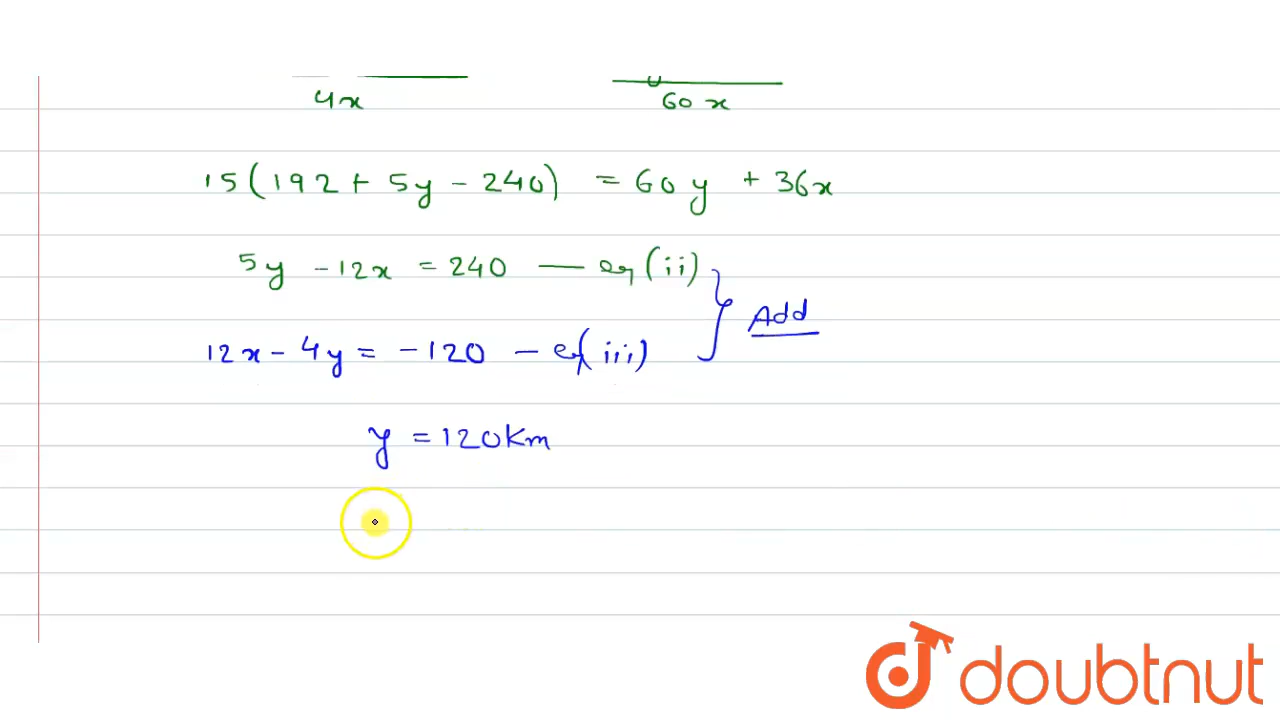 4x 60 x
15(192 + 5y - 240) = 60y + 36x
5y - 12x = 240 — eq(ii)
Add
12x - 4y = -120 - eq(iii)
y = 120Km
doubtnut